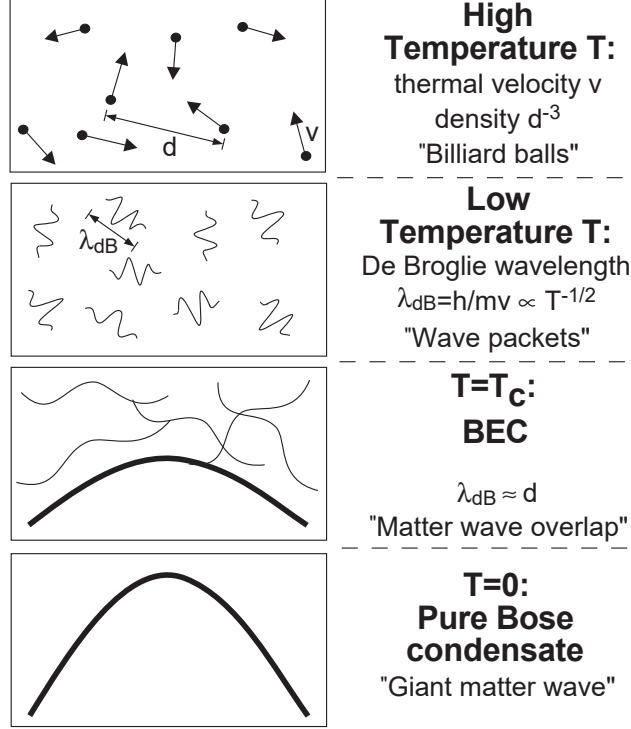 High
Temperature T:
thermal velocity v
density d-3
"Billiard balls"
d
v
Low
Temperature T:
De Broglie wavelength
λdB=h/mv ∝ T-1/2
"Wave packets"
λdB
T=Tc:
BEC
λdB ≈ d
"Matter wave overlap"
T=0:
Pure Bose
condensate
"Giant matter wave"